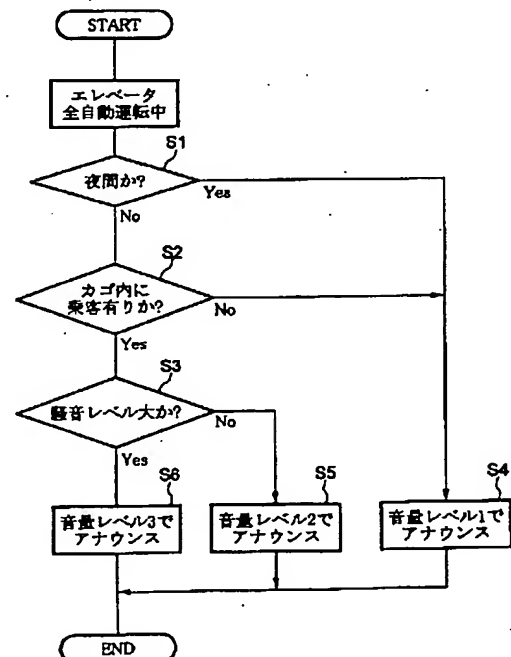 START
エレベータ
全自動運転中
S1
夜間か?
Yes
No
S2
カゴ内に
乗客有りか?
No
Yes
S3
騒音レベル大か?
No
Yes
S6
音量レベル3で
アナウンス
S5
音量レベル2で
アナウンス
S4
音量レベル1で
アナウンス
END